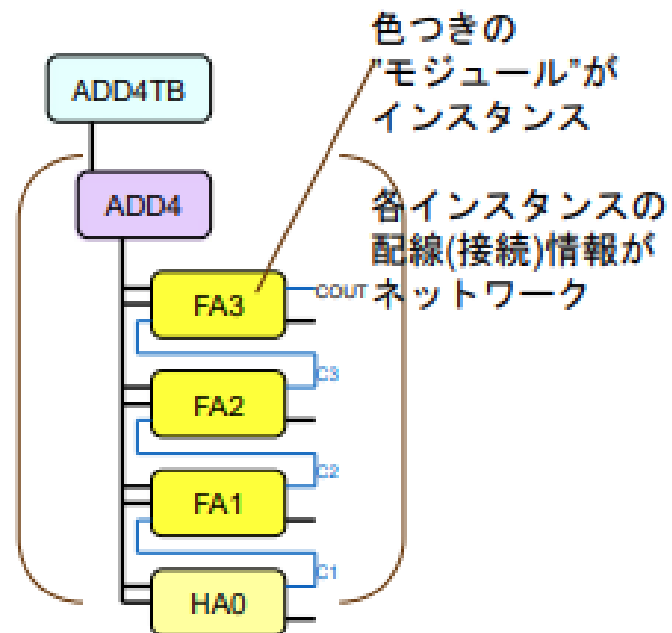 色つきの
"モジュール"が
インスタンス
ADD4TB
ADD4
各インスタンスの
配線(接続)情報が
ネットワーク
FA3
COUT
C3
FA2
C2
FA1
C1
HA0